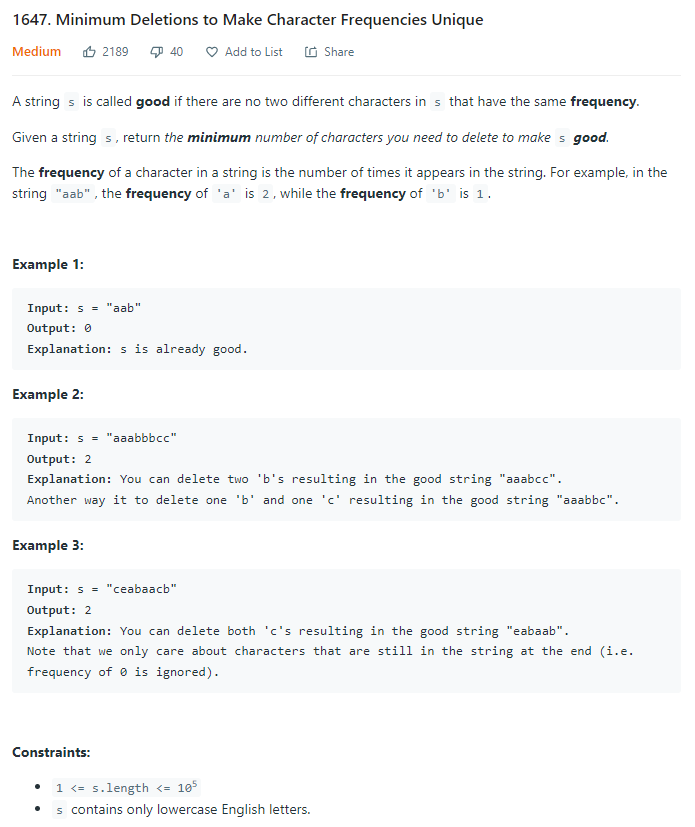 1647. Minimum Deletions to Make Character Frequencies Unique
Medium 2189 40 Add to List Share
A string s is called good if there are no two different characters in s that have the same frequency.
Given a string s, return the minimum number of characters you need to delete to make s good.
The frequency of a character in a string is the number of times it appears in the string. For example, in the
string "aab", the frequency of 'a' is 2, while the frequency of 'b' is 1.
Example 1:
Input: s = "aab"
Output: 0
Explanation: s is already good.
Example 2:
Input: s = "aaabbbcc"
Output: 2
Explanation: You can delete two 'b's resulting in the good string "aaabcc".
Another way it to delete one 'b' and one 'c' resulting in the good string "aaabbc".
Example 3:
Input: s = "ceabaacb"
Output: 2
Explanation: You can delete both 'c's resulting in the good string "eabaab".
Note that we only care about characters that are still in the string at the end (i.e.
frequency of 0 is ignored).
Constraints:
• 1 <= s.length <= 10⁵
• s contains only lowercase English letters.